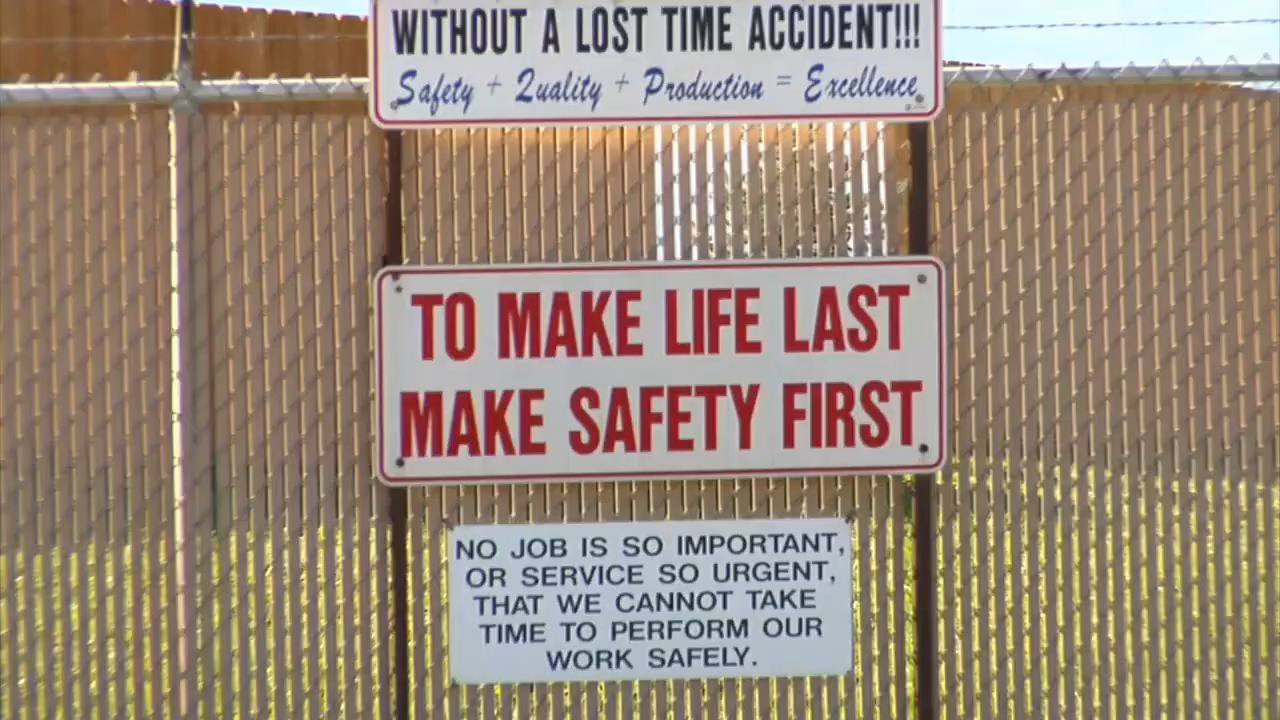 WITHOUT A LOST TIME ACCIDENT!!!
Safety + Quality + Production = Excellence
TO MAKE LIFE LAST
MAKE SAFETY FIRST
NO JOB IS SO IMPORTANT,
OR SERVICE SO URGENT,
THAT WE CANNOT TAKE
TIME TO PERFORM OUR
WORK SAFELY.